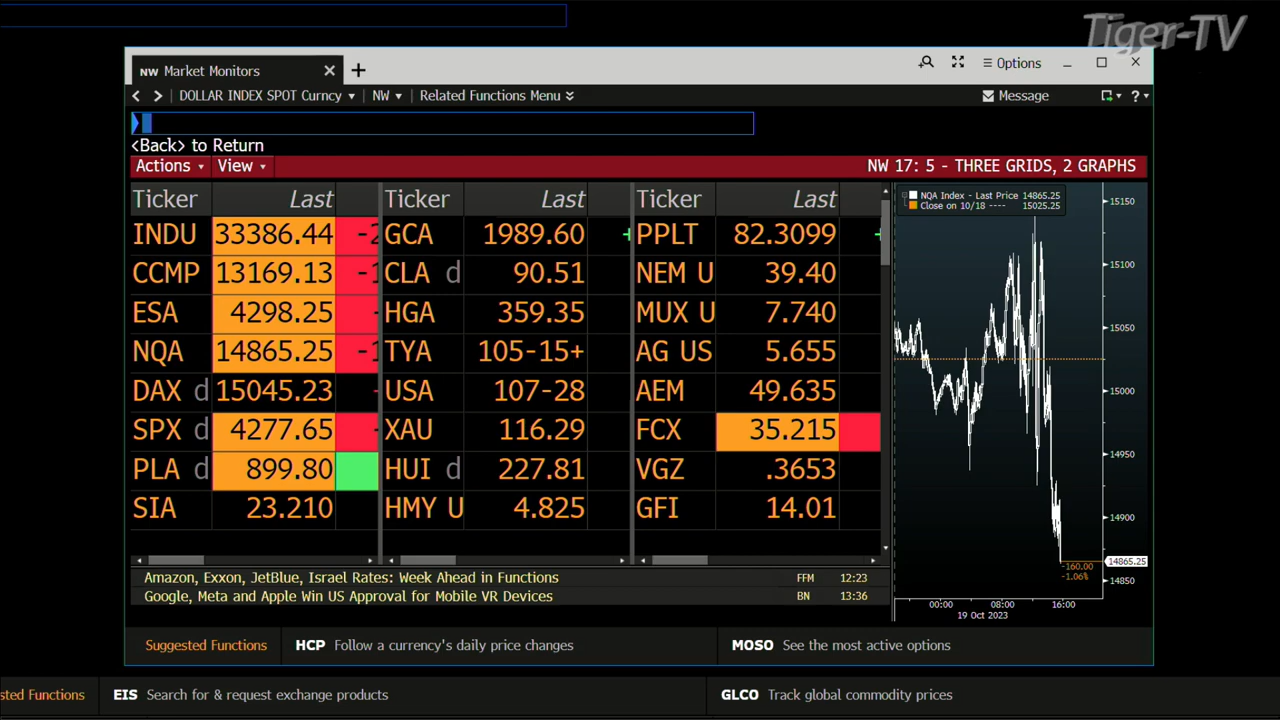 Tiger-TV
NW Market Monitors
Options
DOLLAR INDEX SPOT Curncy NW Related Functions Menu
Message ?
<Back> to Return
Actions View NW 17: 5 - THREE GRIDS, 2 GRAPHS
Ticker Last Ticker Last Ticker Last
INDU 33386.44 -2 GCA 1989.60 + PPLT 82.3099 +
CCMP 13169.13 -1 CLA d 90.51 NEM U 39.40
ESA 4298.25 - HGA 359.35 MUX U 7.740
NQA 14865.25 -1 TYA 105-15+ AG US 5.655
DAX d 15045.23 - USA 107-28 AEM 49.635
SPX d 4277.65 - XAU 116.29 FCX 35.215
PLA d 899.80 HUI d 227.81 VGZ .3653
SIA 23.210 HMY U 4.825 GFI 14.01
NQA Index - Last Price 14865.25
Close on 10/18 ---- 15025.25
15150
15100
15050
15000
14950
14900
14865.25
14850
-160.00
-1.06%
00:00 08:00 16:00
19 Oct 2023
Amazon, Exxon, JetBlue, Israel Rates: Week Ahead in Functions FFM 12:23
Google, Meta and Apple Win US Approval for Mobile VR Devices BN 13:36
Suggested Functions HCP Follow a currency's daily price changes MOSO See the most active options
sted Functions EIS Search for & request exchange products GLCO Track global commodity prices